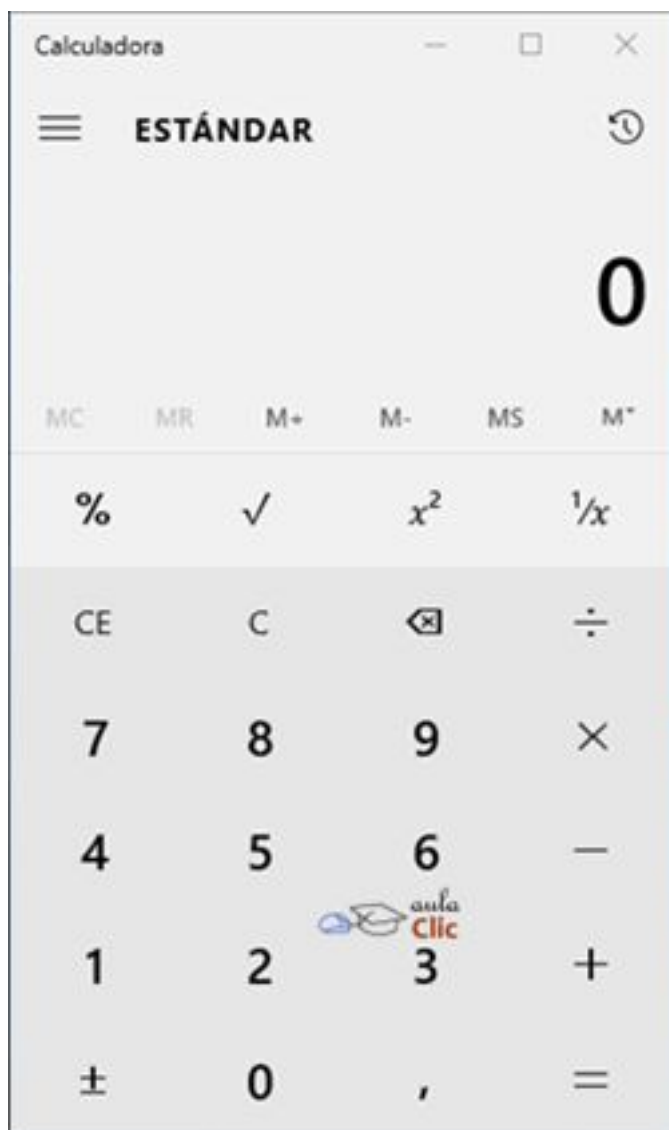 Calculadora
ESTÁNDAR
0
MC MR M+ M- MS M˅
% √ x² ¹/x
CE C ÷
7 8 9 ×
4 5 6 −
aula
Clic
1 2 3 +
± 0 , =